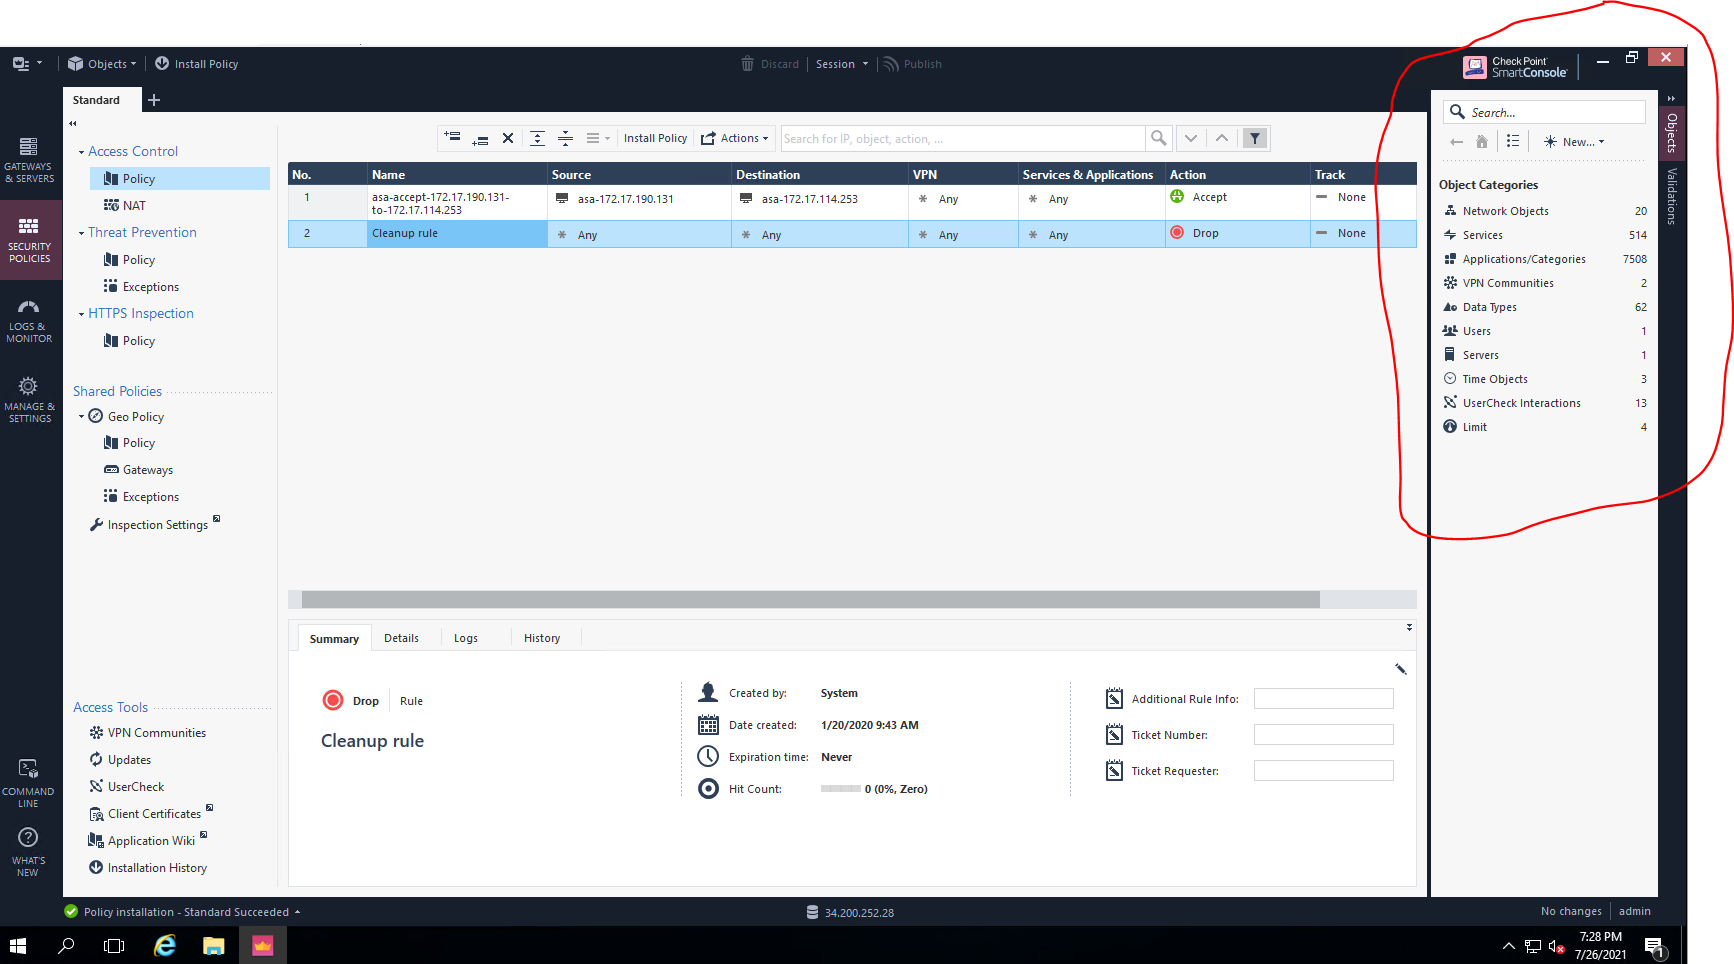 Objects
Install Policy
Discard
Session
Publish
Check Point
SmartConsole
Standard
GATEWAYS
& SERVERS
SECURITY
POLICIES
LOGS &
MONITOR
MANAGE &
SETTINGS
COMMAND
LINE
WHAT'S
NEW
Access Control
Policy
NAT
Threat Prevention
Policy
Exceptions
HTTPS Inspection
Policy
Shared Policies
Geo Policy
Policy
Gateways
Exceptions
Inspection Settings
Access Tools
VPN Communities
Updates
UserCheck
Client Certificates
Application Wiki
Installation History
Install Policy
Actions
Search for IP, object, action, ...
No. Name Source Destination VPN Services & Applications Action Track
1 asa-accept-172.17.190.131-
to-172.17.114.253 asa-172.17.190.131 asa-172.17.114.253 Any Any Accept None
2 Cleanup rule Any Any Any Any Drop None
Summary Details Logs History
Drop Rule
Cleanup rule
Created by: System
Date created: 1/20/2020 9:43 AM
Expiration time: Never
Hit Count: 0 (0%, Zero)
Additional Rule Info:
Ticket Number:
Ticket Requester:
Search...
New...
Object Categories
Network Objects 20
Services 514
Applications/Categories 7508
VPN Communities 2
Data Types 62
Users 1
Servers 1
Time Objects 3
UserCheck Interactions 13
Limit 4
Objects
Validations
Policy installation - Standard Succeeded
34.200.252.28
No changes admin
7:28 PM
7/26/2021
1